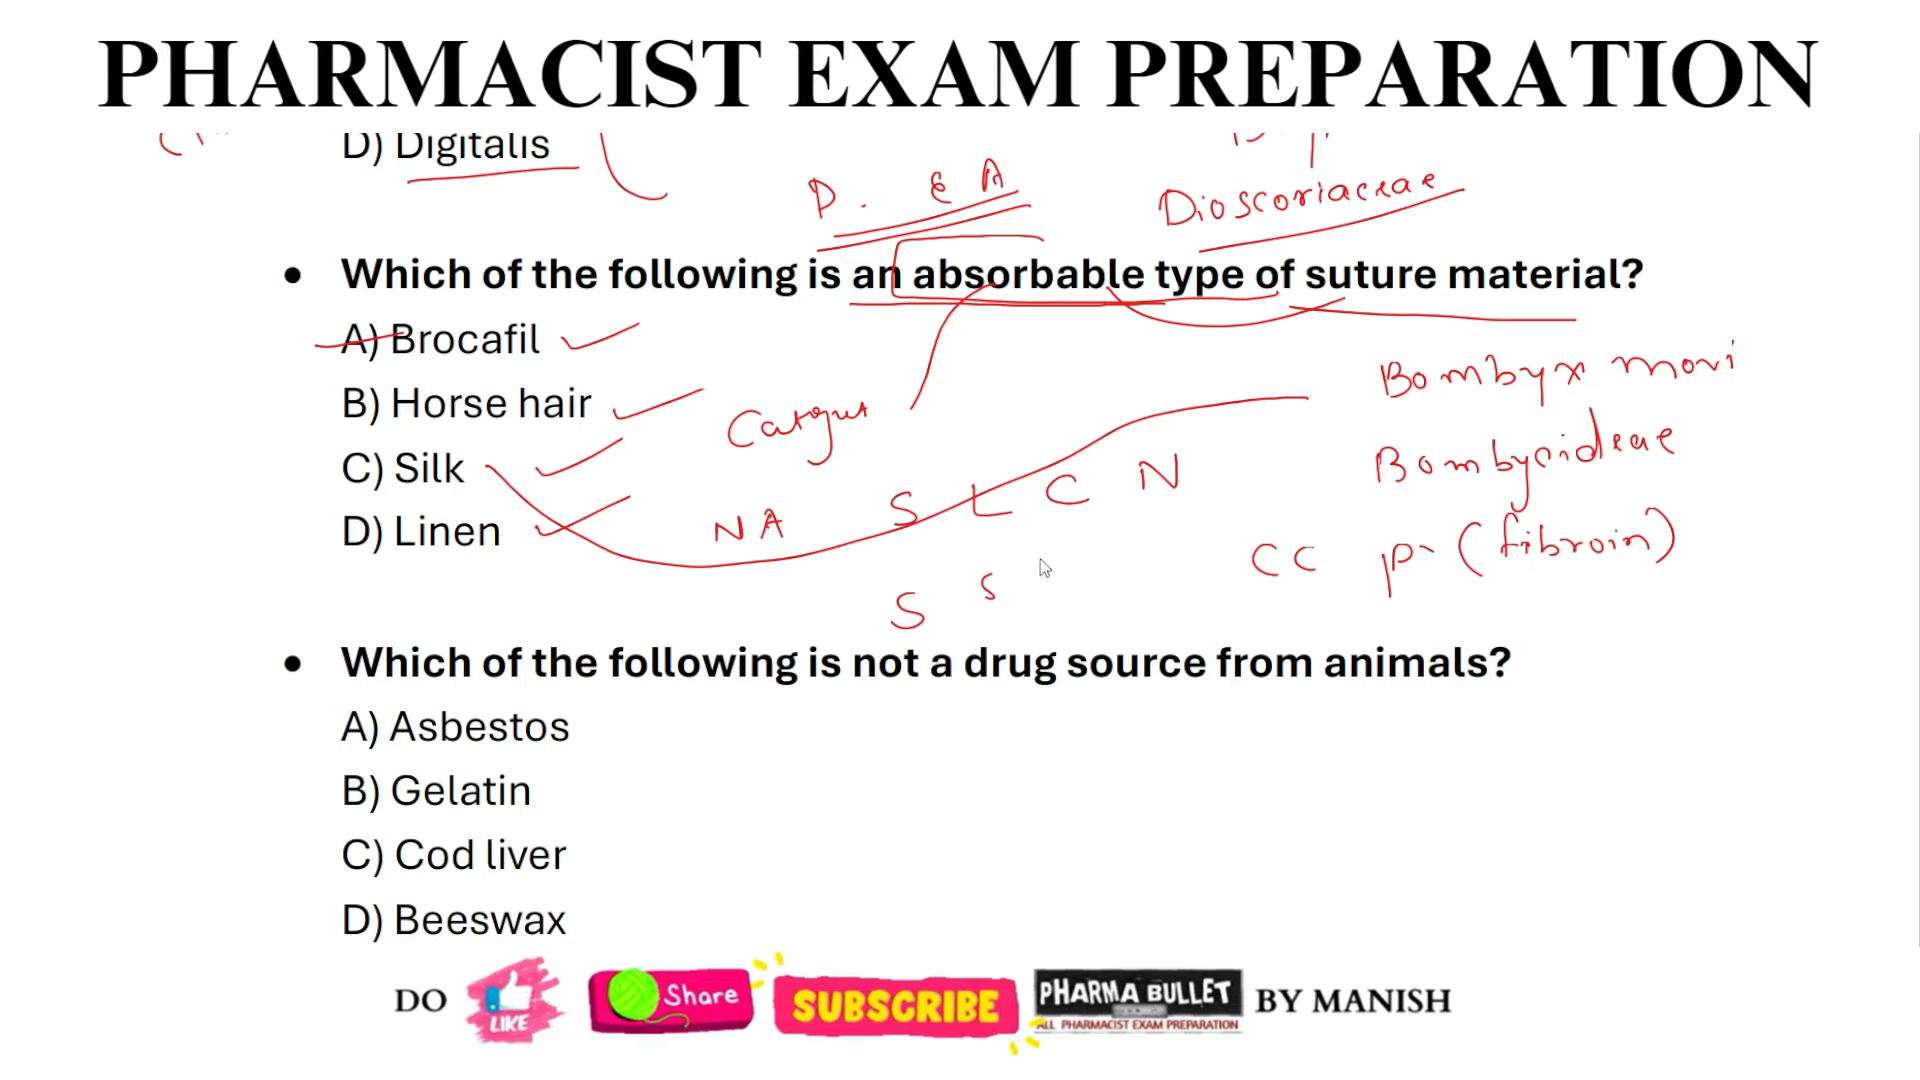 PHARMACIST EXAM PREPARATION
D) Digitalis
P. E A
Dioscoriaceae
• Which of the following is an absorbable type of suture material?
A) Brocafil
Bombyx mori
B) Horse hair
Catgut
C) Silk
S L C N
Bombycideae
D) Linen
N A
CC P (fibroin)
S S
• Which of the following is not a drug source from animals?
A) Asbestos
B) Gelatin
C) Cod liver
D) Beeswax
DO LIKE Share SUBSCRIBE PHARMA BULLET BY MANISH
ALL PHARMACIST EXAM PREPARATION